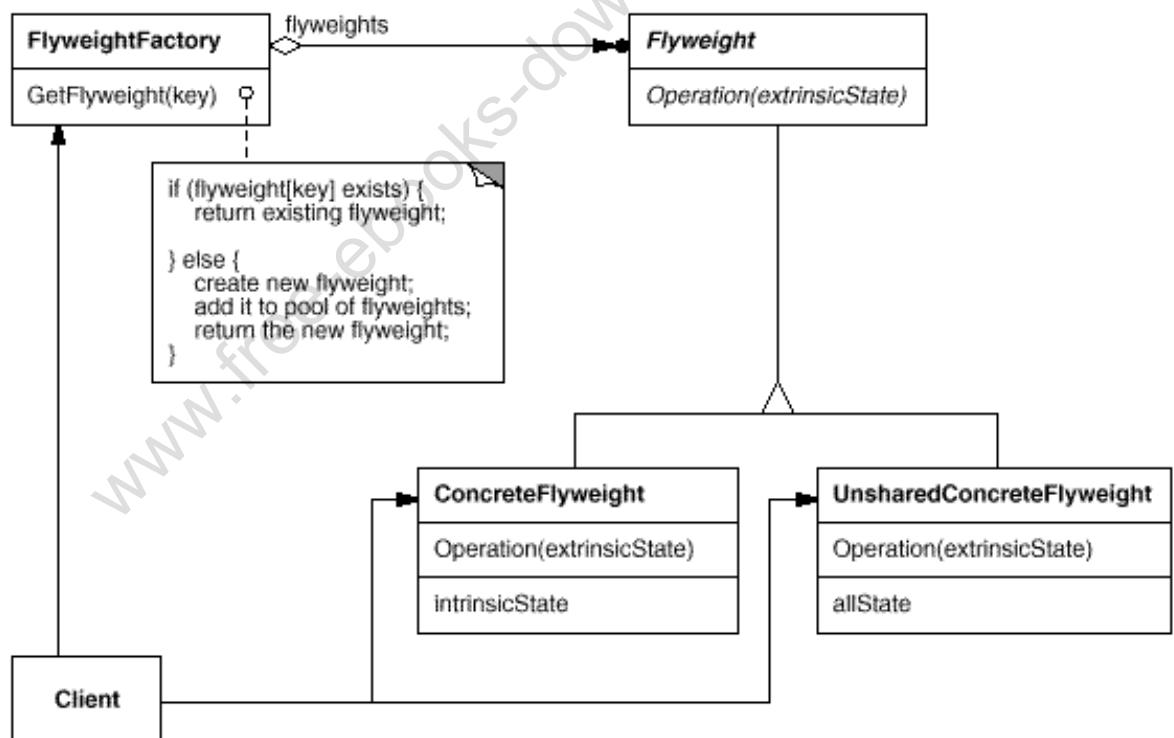 flyweights
FlyweightFactory
GetFlyweight(key)
Flyweight
Operation(extrinsicState)
if (flyweight[key] exists) {
return existing flyweight;
} else {
create new flyweight;
add it to pool of flyweights;
return the new flyweight;
}
ConcreteFlyweight
Operation(extrinsicState)
intrinsicState
UnsharedConcreteFlyweight
Operation(extrinsicState)
allState
Client
www.free-ebooks-dow